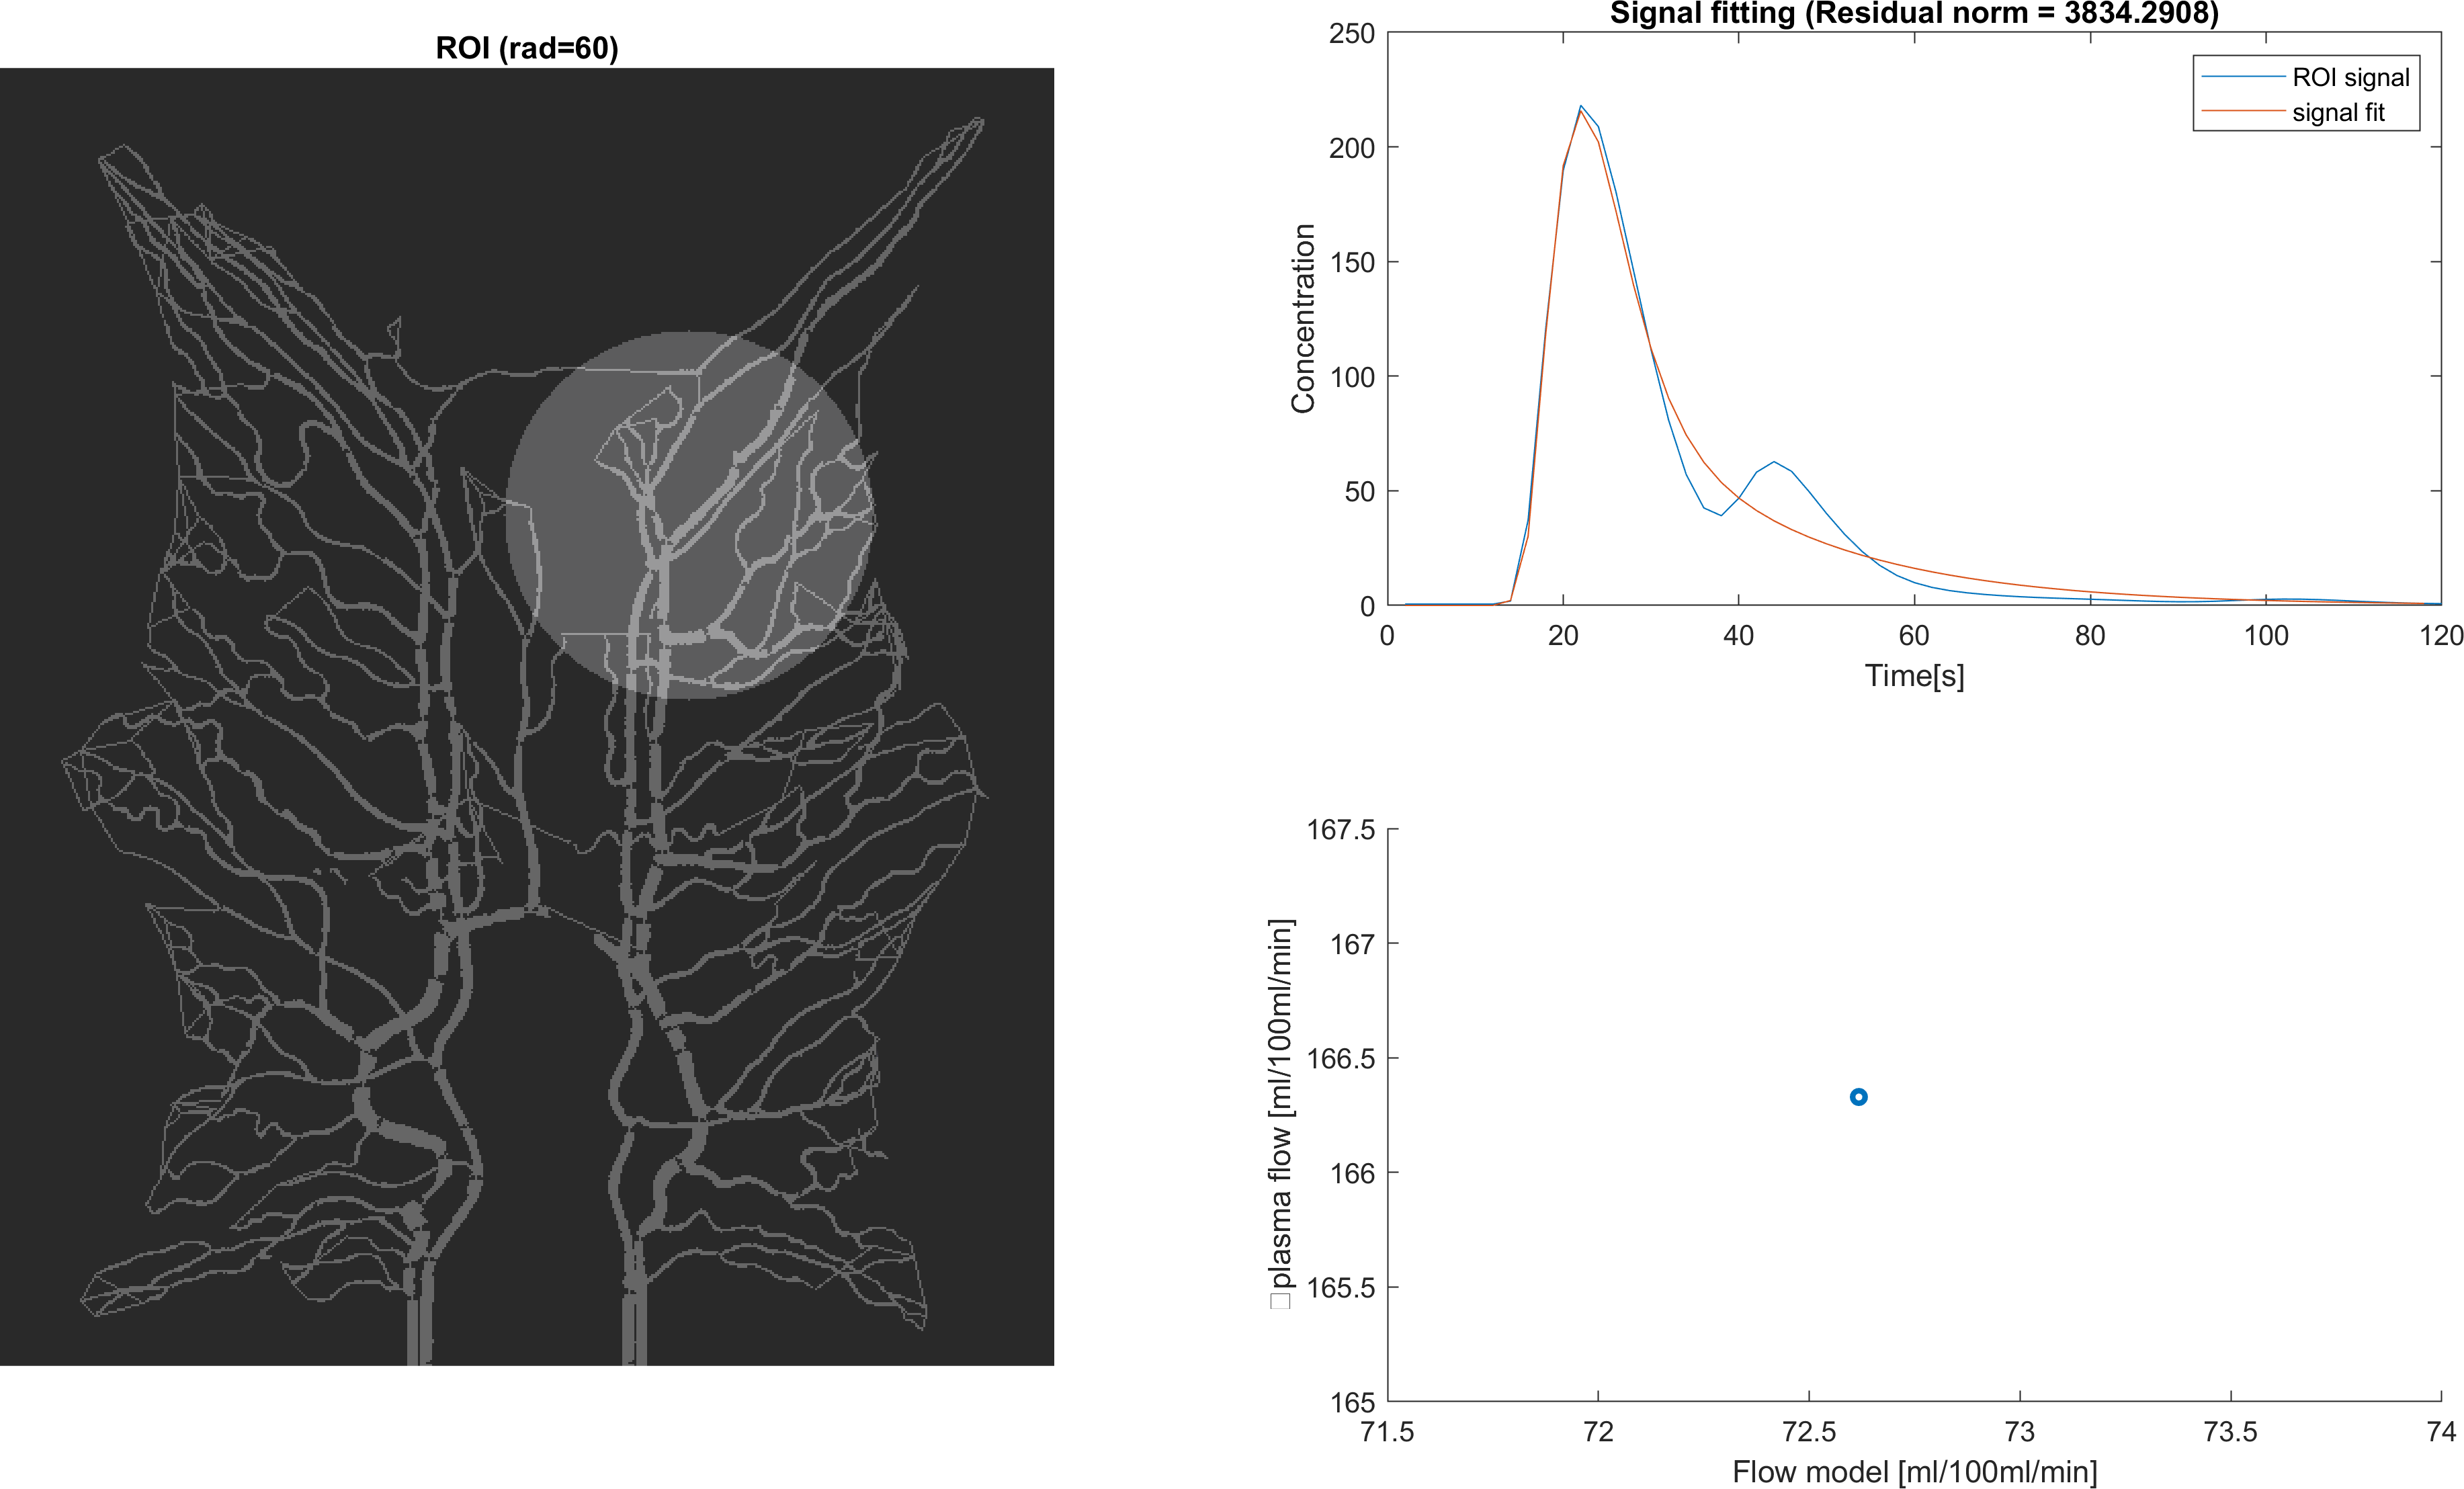 ROI (rad=60)
Signal fitting (Residual norm = 3834.2908)
250
200
150
100
50
0
Concentration
ROI signal
signal fit
0 20 40 60 80 100 120
Time[s]
167.5
167
166.5
166
165.5
165
□plasma flow [ml/100ml/min]
71.5 72 72.5 73 73.5 74
Flow model [ml/100ml/min]